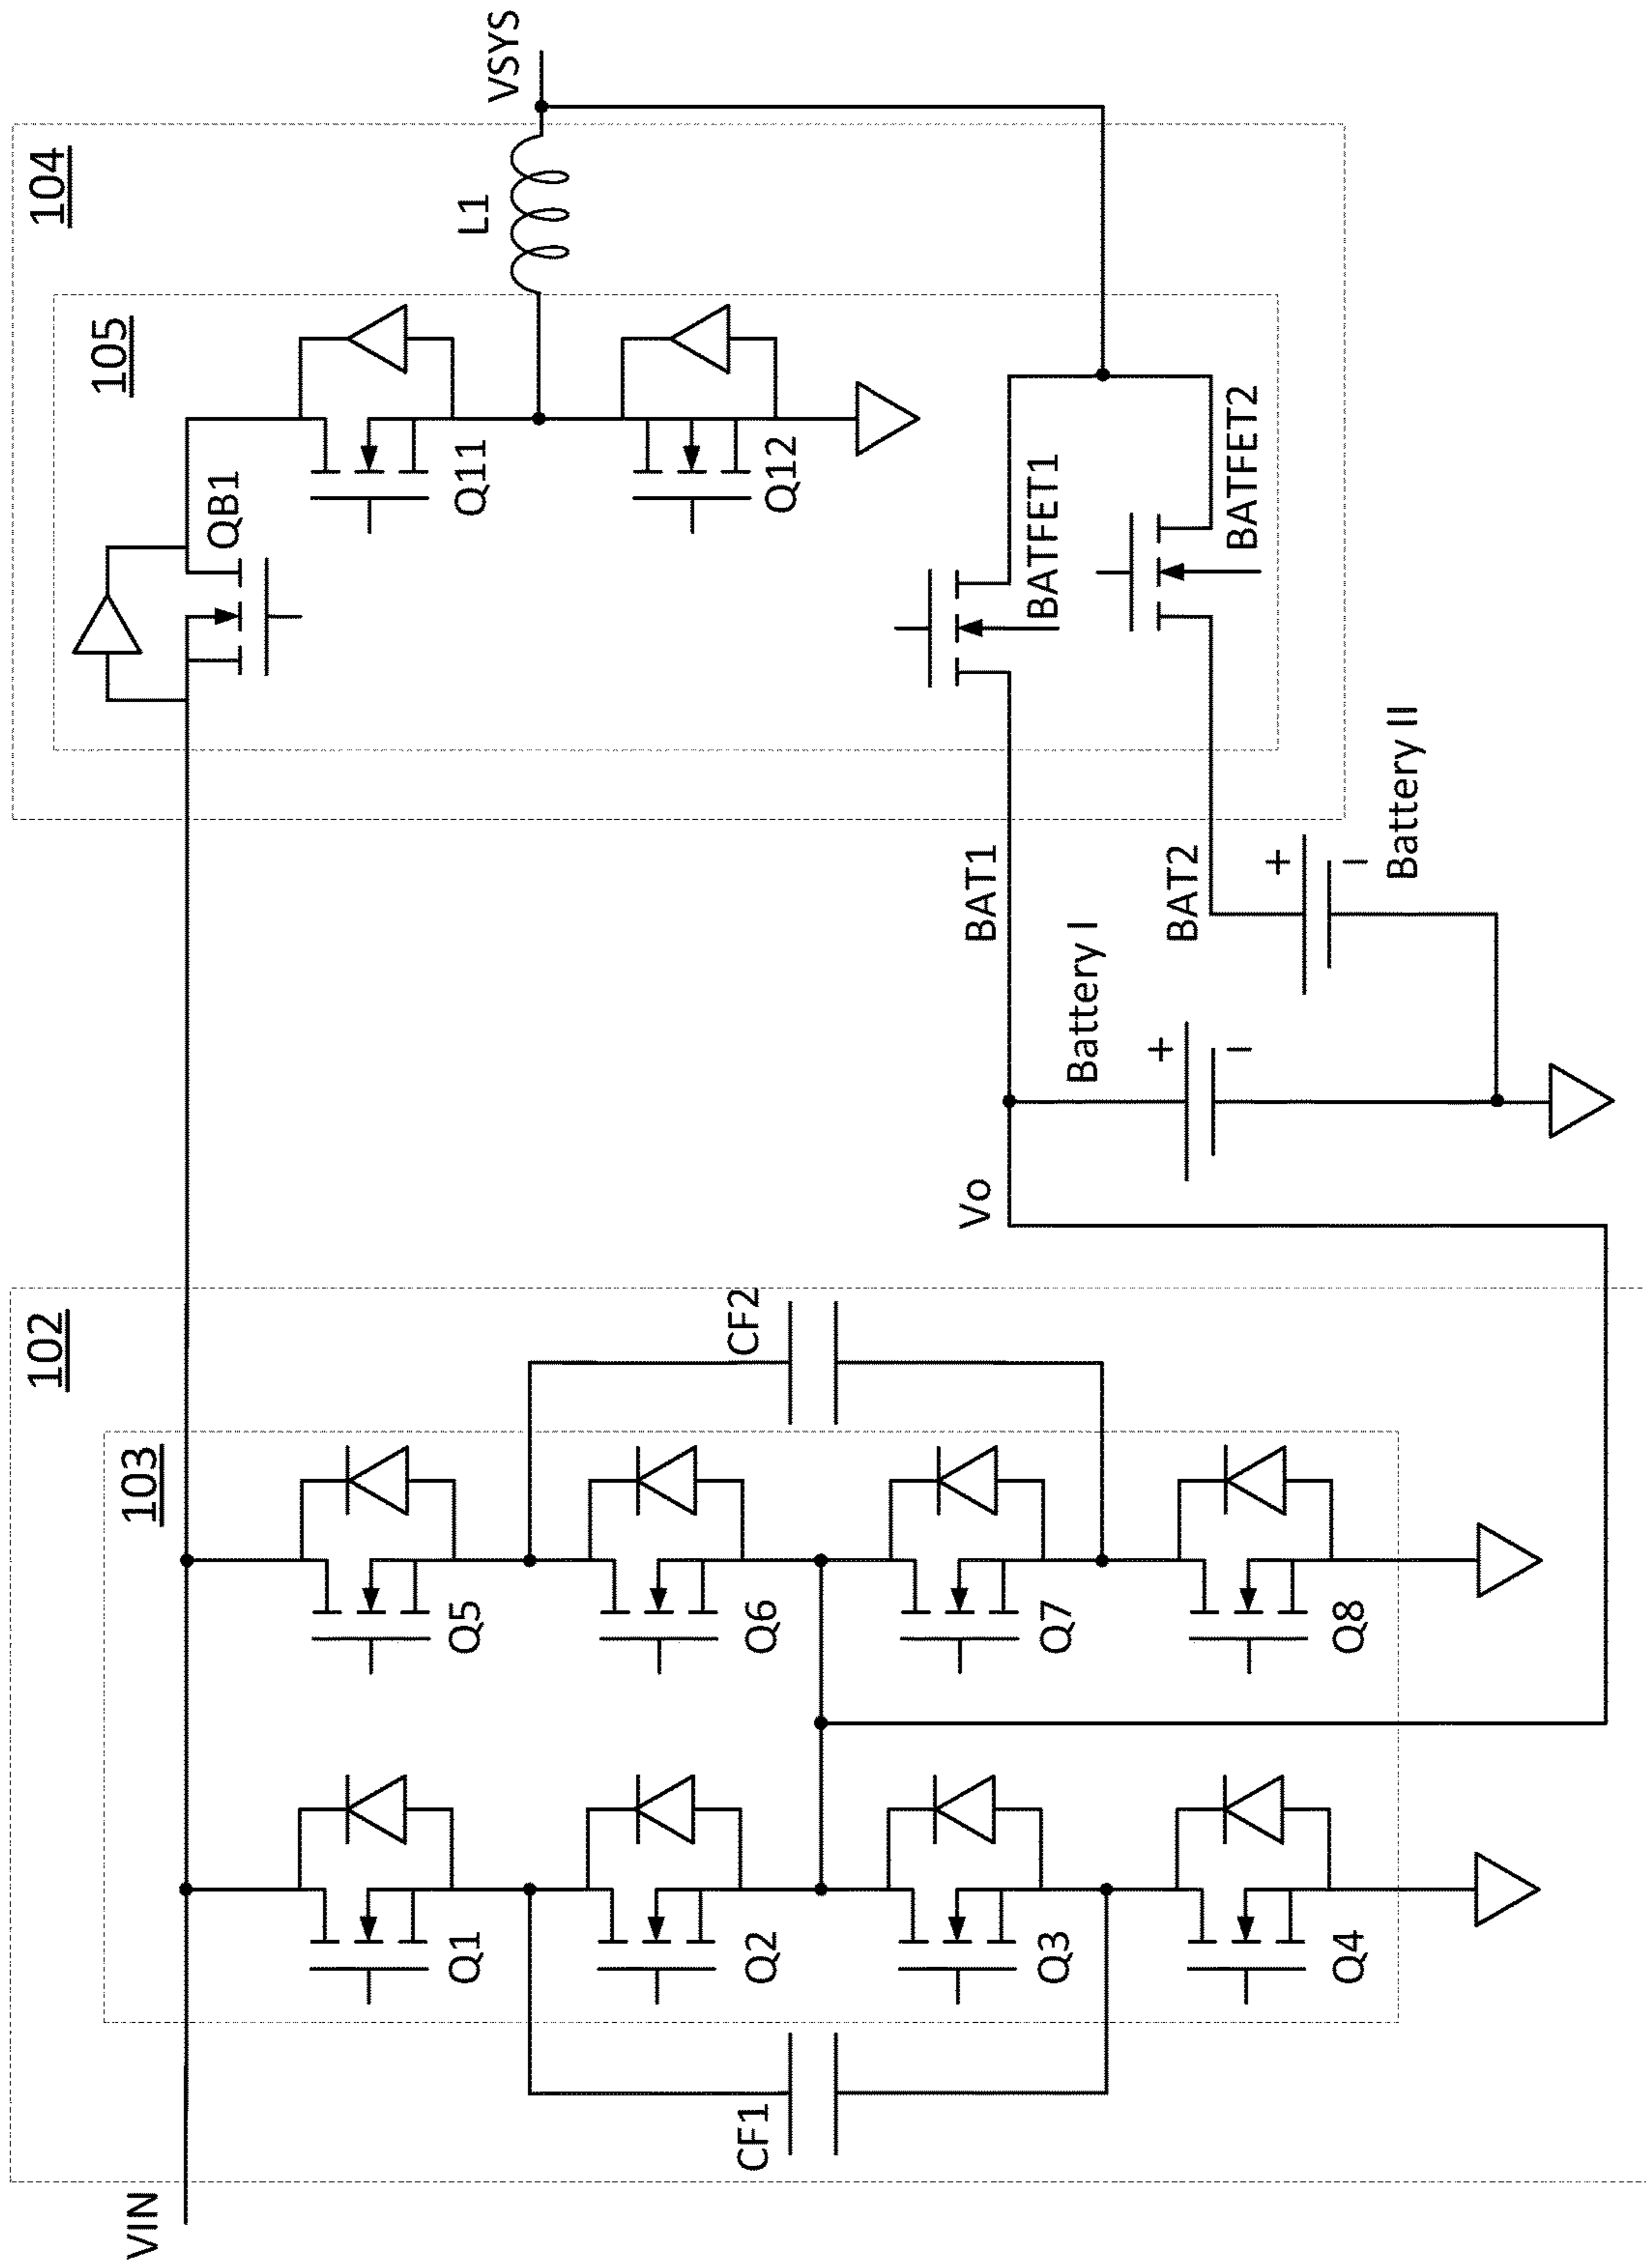 104
105
VSYS
L1
QB1
Q11
Q12
BATFET1
BATFET2
BAT1
BAT2
Battery I
+
−
Battery II
+
−
Vo
102
103
VIN
CF1
CF2
Q1
Q2
Q3
Q4
Q5
Q6
Q7
Q8